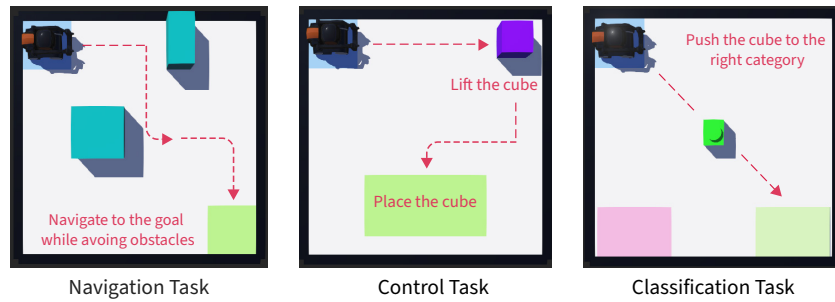 Navigate to the goal
while avoing obstacles
Navigation Task
Lift the cube
Place the cube
Control Task
Push the cube to the
right category
Classification Task